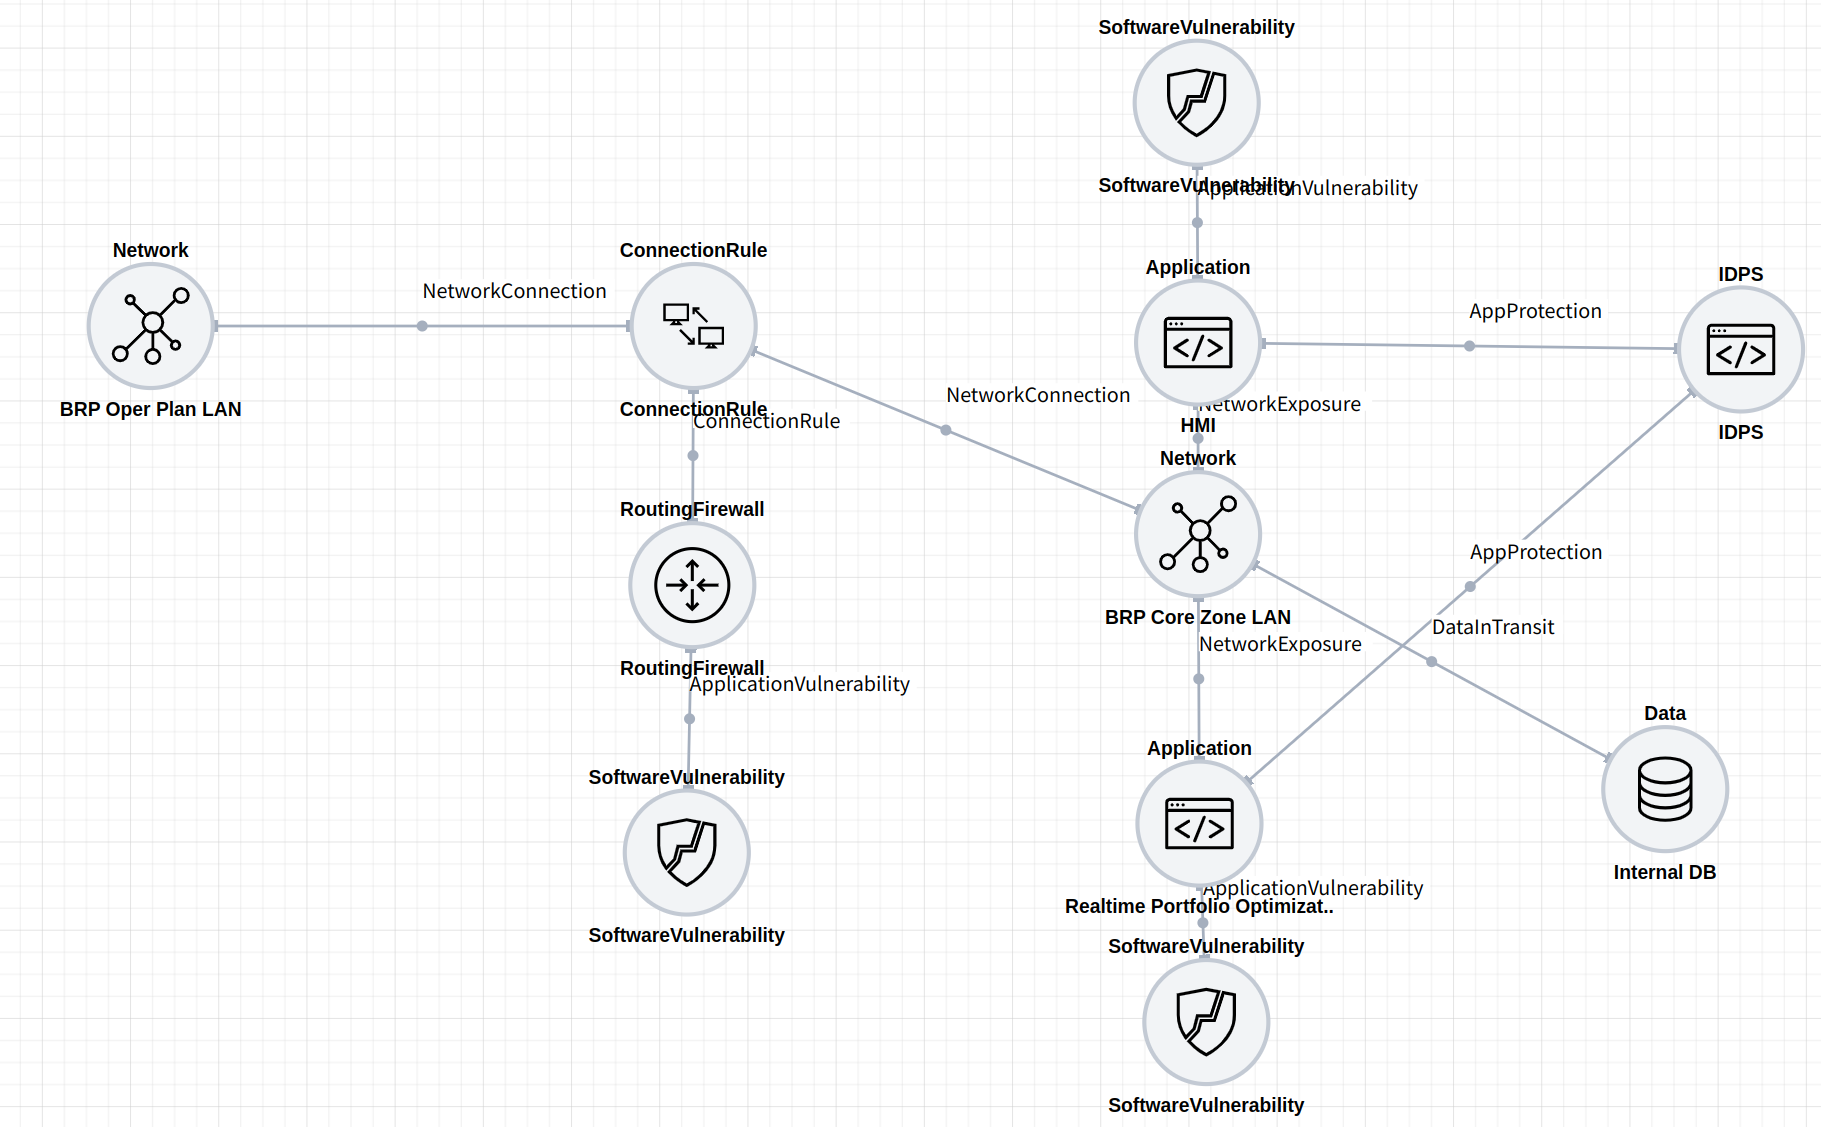 SoftwareVulnerability
SoftwareVulnerability
ApplicationVulnerability
Network
ConnectionRule
Application
IDPS
NetworkConnection
AppProtection
NetworkConnection
NetworkExposure
BRP Oper Plan LAN
ConnectionRule
ConnectionRule
HMI
IDPS
Network
RoutingFirewall
AppProtection
BRP Core Zone LAN
DataInTransit
NetworkExposure
RoutingFirewall
ApplicationVulnerability
Data
Application
SoftwareVulnerability
Internal DB
ApplicationVulnerability
Realtime Portfolio Optimizat..
SoftwareVulnerability
SoftwareVulnerability
SoftwareVulnerability